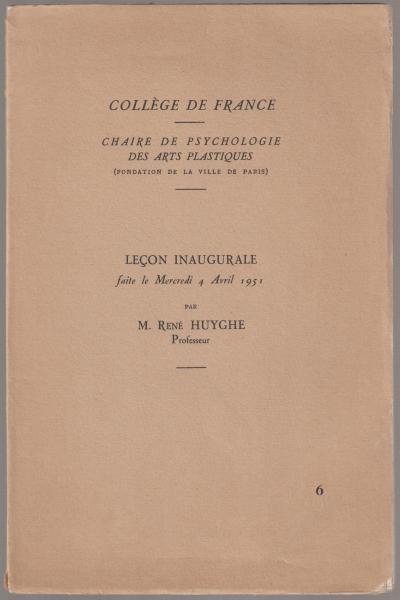 COLLÈGE DE FRANCE
CHAIRE DE PSYCHOLOGIE
DES ARTS PLASTIQUES
(FONDATION DE LA VILLE DE PARIS)
LEÇON INAUGURALE
faite le Mercredi 4 Avril 1951
PAR
M. RENÉ HUYGHE
Professeur
6